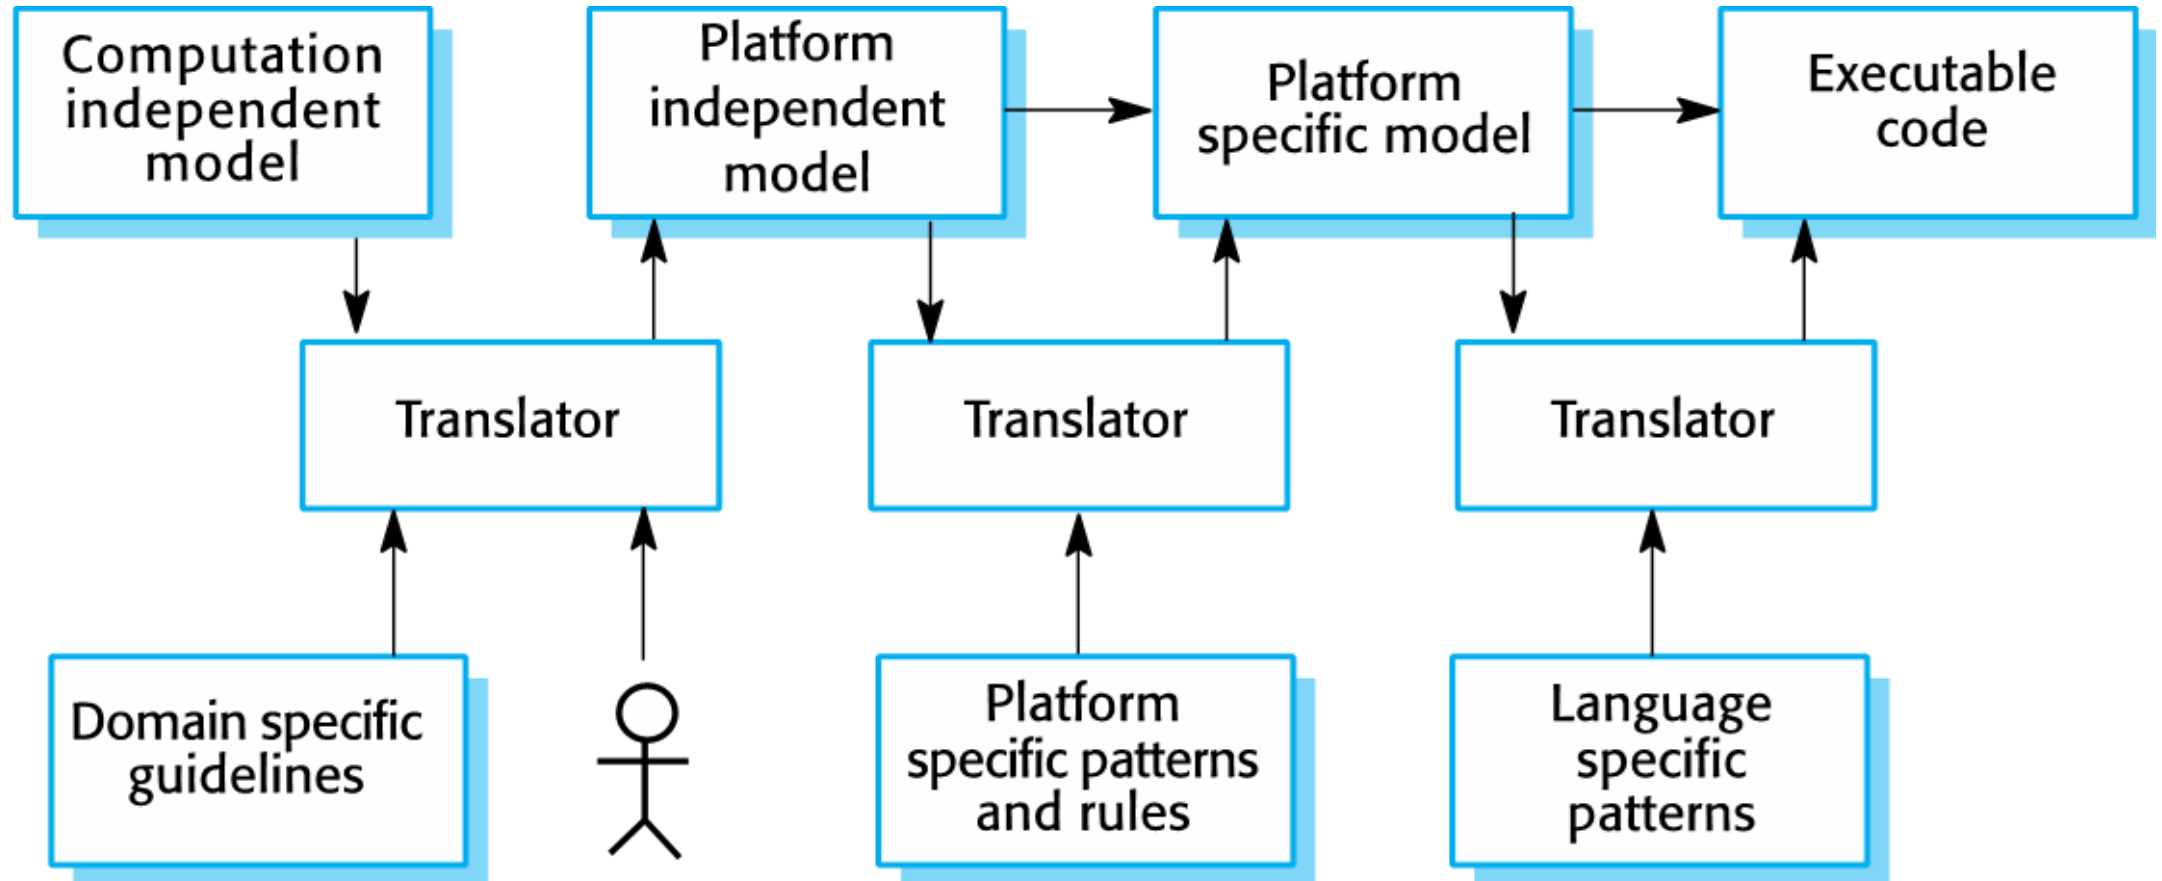 Computation
independent
model
Platform
independent
model
Platform
specific model
Executable
code
Translator
Translator
Translator
Domain specific
guidelines
Platform
specific patterns
and rules
Language
specific
patterns